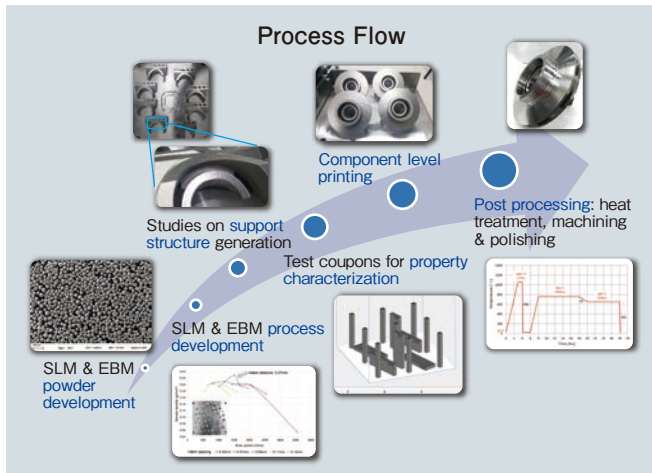 Process Flow
Component level
printing
Post processing: heat
treatment, machining
& polishing
Studies on support
structure generation
Test coupons for property
characterization
SLM & EBM process
development
SLM & EBM
powder
development